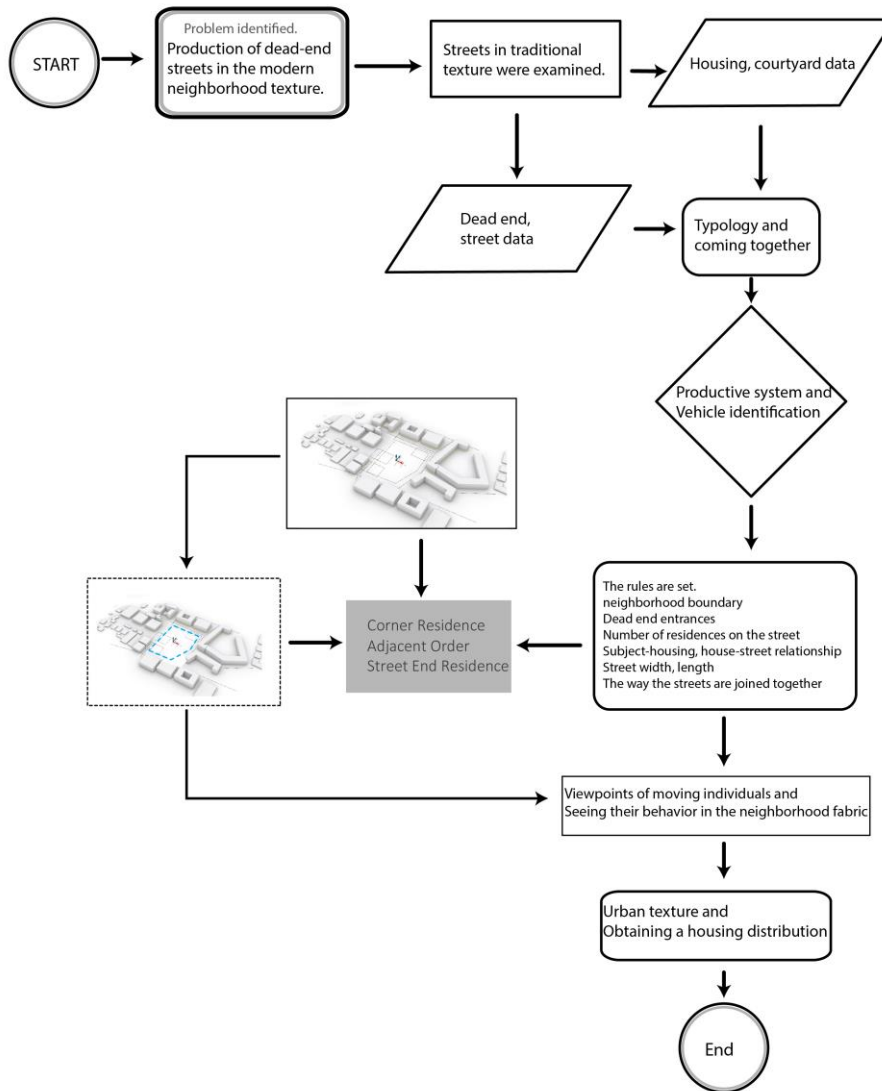 START
Problem identified.
Production of dead-end
streets in the modern
neighborhood texture.
Streets in traditional
texture were examined.
Housing, courtyard data
Dead end,
street data
Typology and
coming together
Productive system and
Vehicle identification
The rules are set.
neighborhood boundary
Dead end entrances
Number of residences on the street
Subject-housing, house-street relationship
Street width, length
The way the streets are joined together
Corner Residence
Adjacent Order
Street End Residence
Viewpoints of moving individuals and
Seeing their behavior in the neighborhood fabric
Urban texture and
Obtaining a housing distribution
End